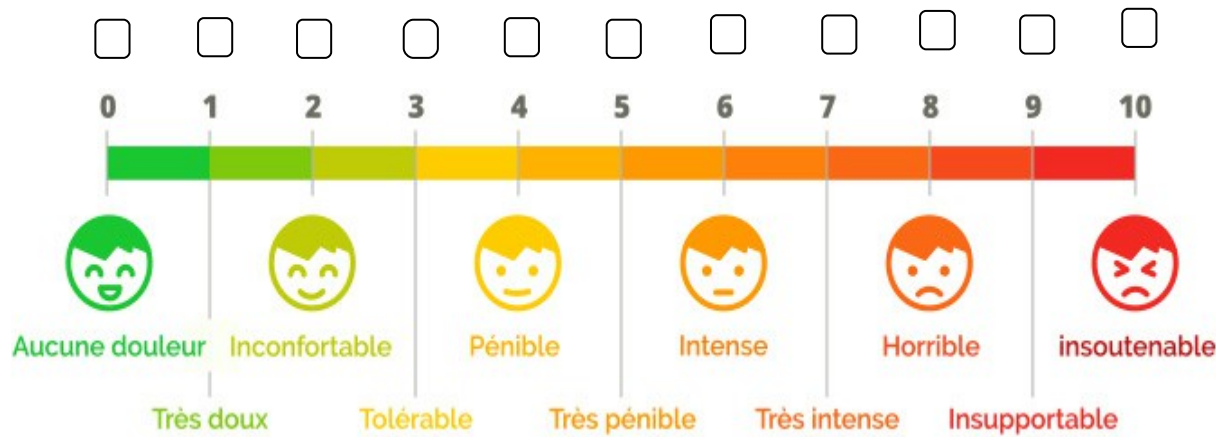 0 1 2 3 4 5 6 7 8 9 10
Aucune douleur Inconfortable Pénible Intense Horrible insoutenable
Très doux Tolérable Très pénible Très intense Insupportable